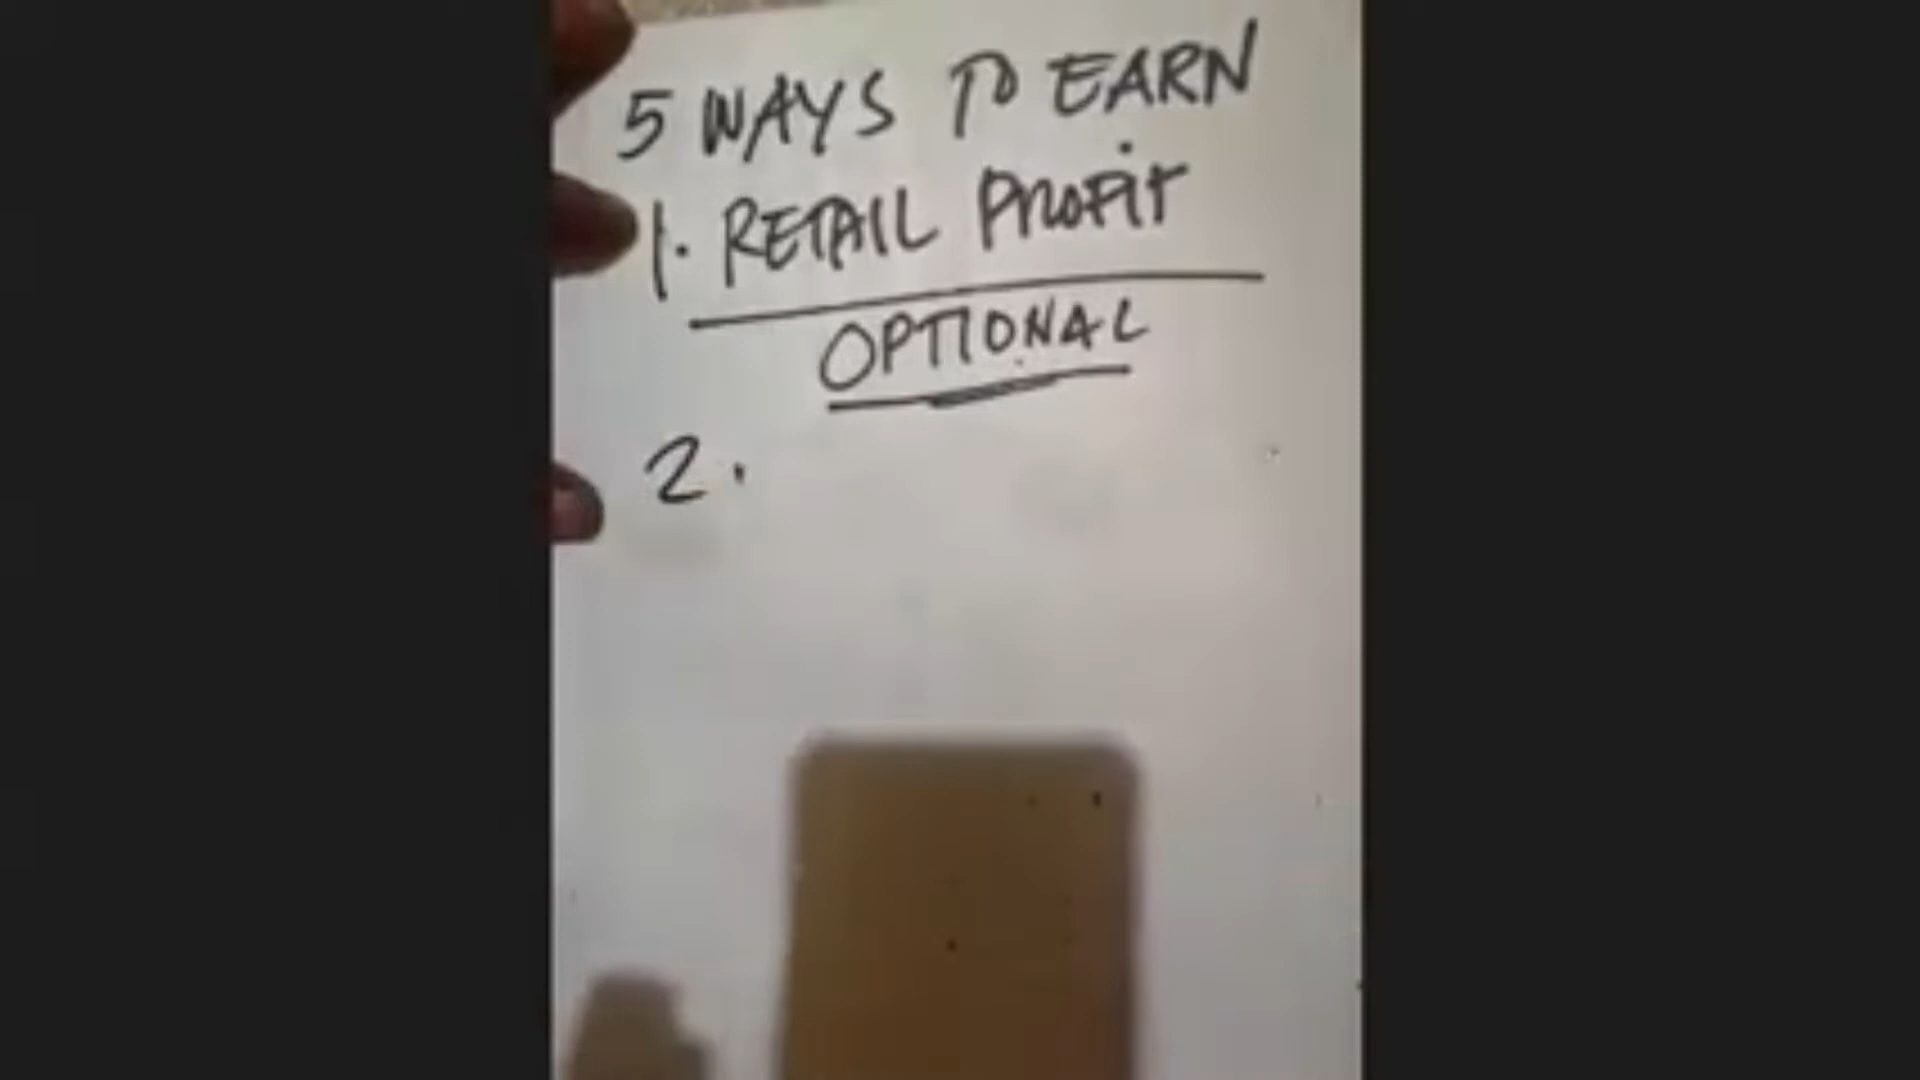 5 WAYS TO EARN
1. RETAIL PROFIT
OPTIONAL
2.